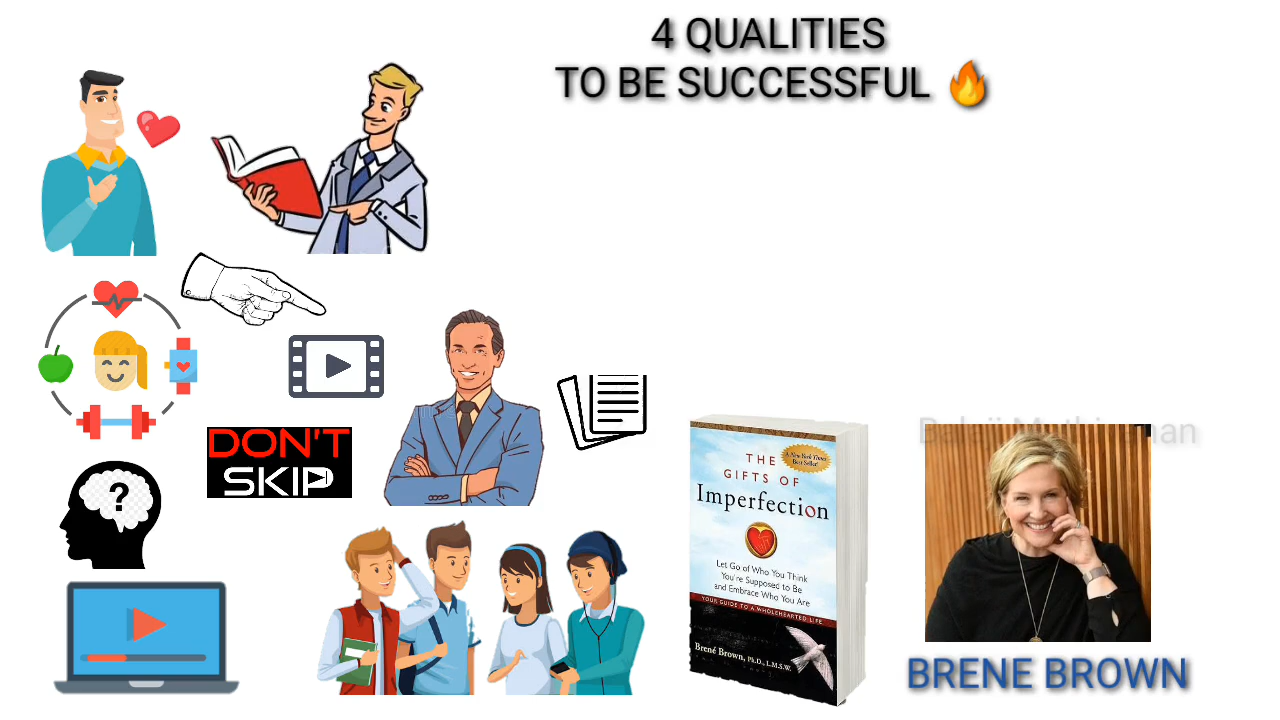 4 QUALITIES
TO BE SUCCESSFUL 🔥
?
DON'T
SKIP
THE
GIFTS OF
Imperfection
A New York Times
Best Seller!
Let Go of Who You Think
You're Supposed to Be
and Embrace Who You Are
YOUR GUIDE TO A WHOLEHEARTED LIFE
Brené Brown, Ph.D., L.M.S.W.
BRENE BROWN